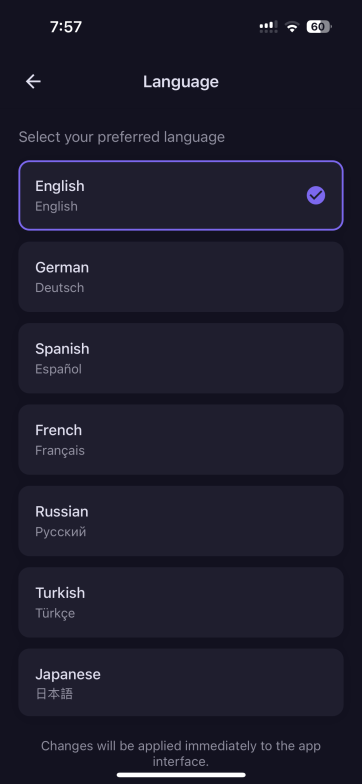 7:57
60
Language
Select your preferred language
English
English
German
Deutsch
Spanish
Español
French
Français
Russian
Русский
Turkish
Türkçe
Japanese
日本語
Changes will be applied immediately to the app
interface.